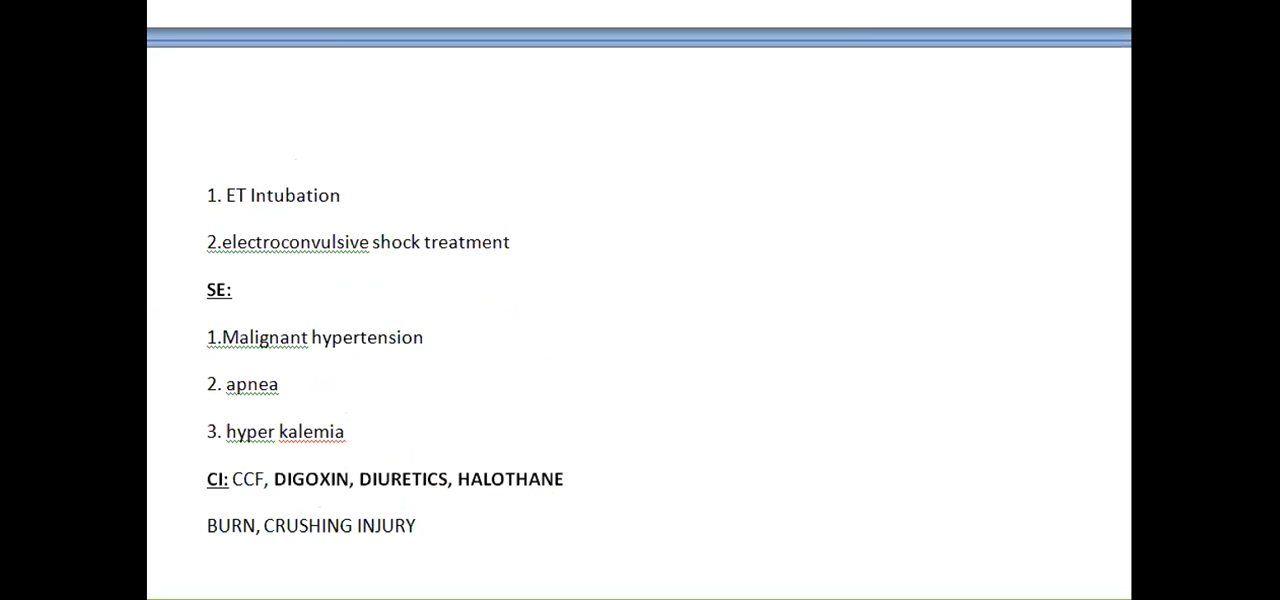 1. ET Intubation
2.electroconvulsive shock treatment
SE:
1.Malignant hypertension
2. apnea
3. hyper kalemia
CI: CCF, DIGOXIN, DIURETICS, HALOTHANE
BURN, CRUSHING INJURY